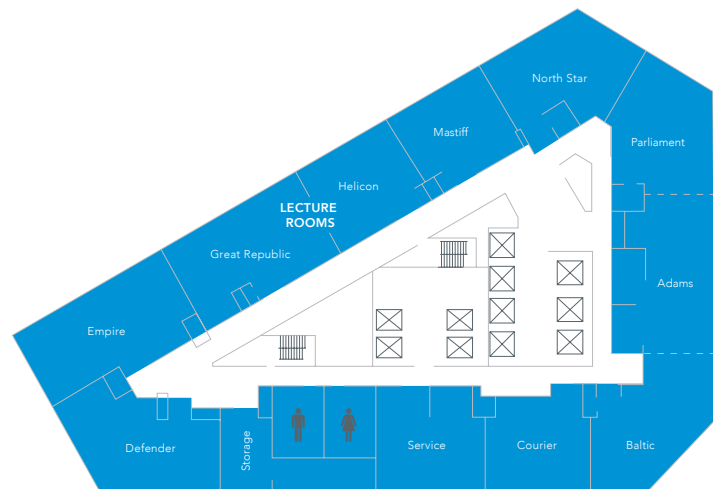 North Star
Mastiff
Parliament
Helicon
LECTURE
ROOMS
Great Republic
Adams
Empire
Defender
Storage
Service
Courier
Baltic